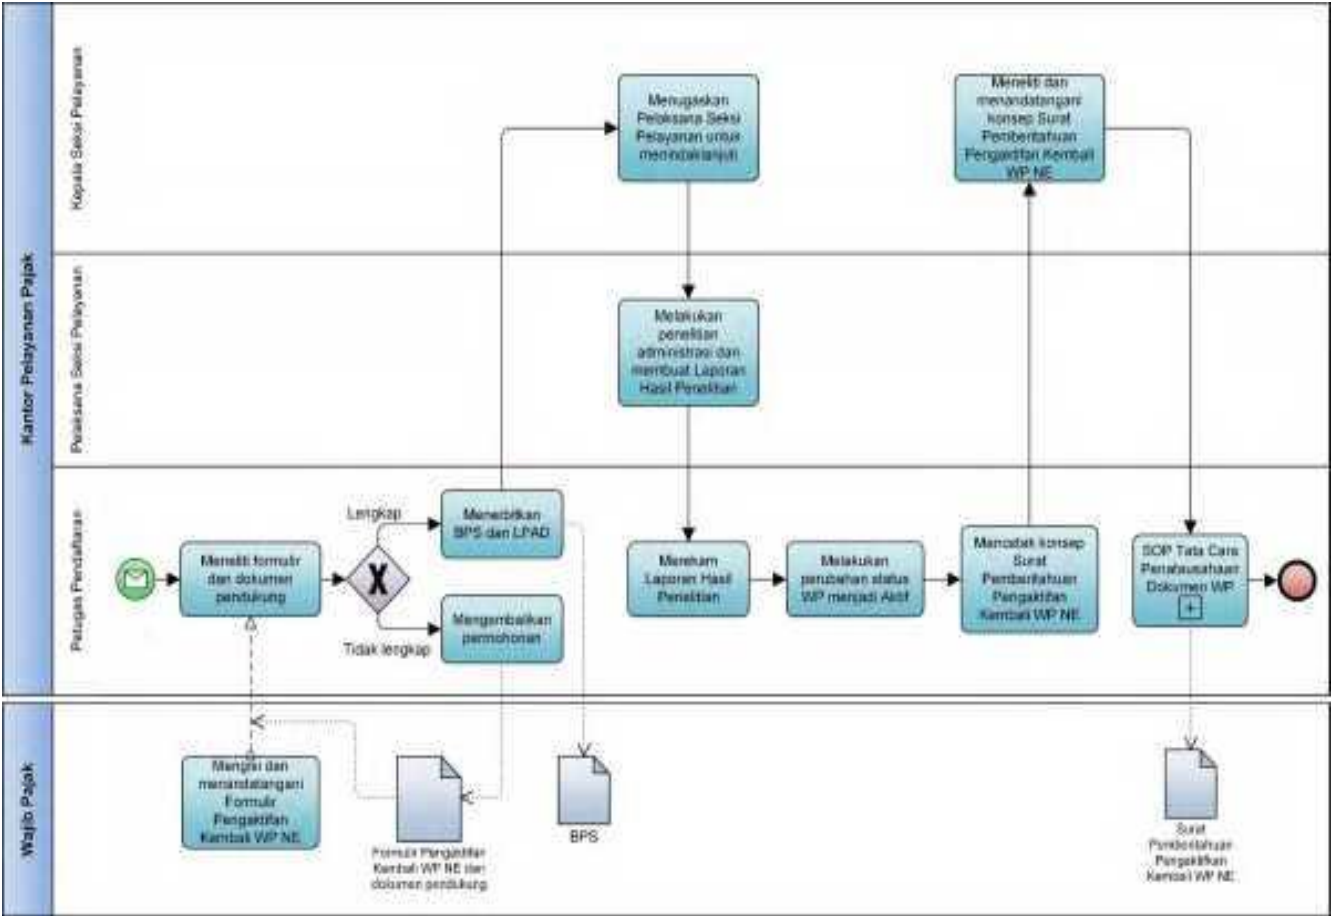 Kantor Pelayanan Pajak
Kepala Seksi Pelayanan
Menugaskan
Pelaksana Seksi
Pelayanan untuk
menindaklanjuti
Meneliti dan
menandatangani
konsep Surat
Pemberitahuan
Pengaktifan Kembali
WP NE
Pelaksana Seksi Pelayanan
Melakukan
penelitian
administrasi dan
membuat Laporan
Hasil Penelitian
Petugas Pendaftaran
Meneliti formulir
dan dokumen
pendukung
Lengkap
X
Tidak lengkap
Menerbitkan
BPS dan LPAD
Mengembalikan
permohonan
Merekam
Laporan Hasil
Penelitian
Melakukan
perubahan status
WP menjadi Aktif
Mencetak konsep
Surat
Pemberitahuan
Pengaktifan
Kembali WP NE
SOP Tata Cara
Penatausahaan
Dokumen WP
+
Wajib Pajak
Mengisi dan
menandatangani
Formulir
Pengaktifan
Kembali WP NE
Formulir Pengaktifan
Kembali WP NE dan
dokumen pendukung
BPS
Surat
Pemberitahuan
Pengaktifkan
Kembali WP NE